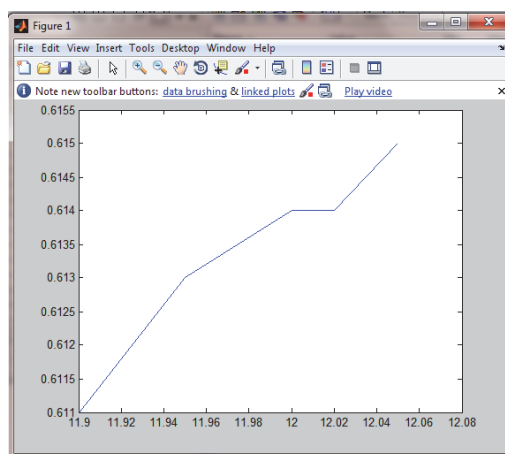 Figure 1
File Edit View Insert Tools Desktop Window Help
Note new toolbar buttons: data brushing & linked plots Play video
0.6155
0.615
0.6145
0.614
0.6135
0.613
0.6125
0.612
0.6115
0.611
11.9 11.92 11.94 11.96 11.98 12 12.02 12.04 12.06 12.08